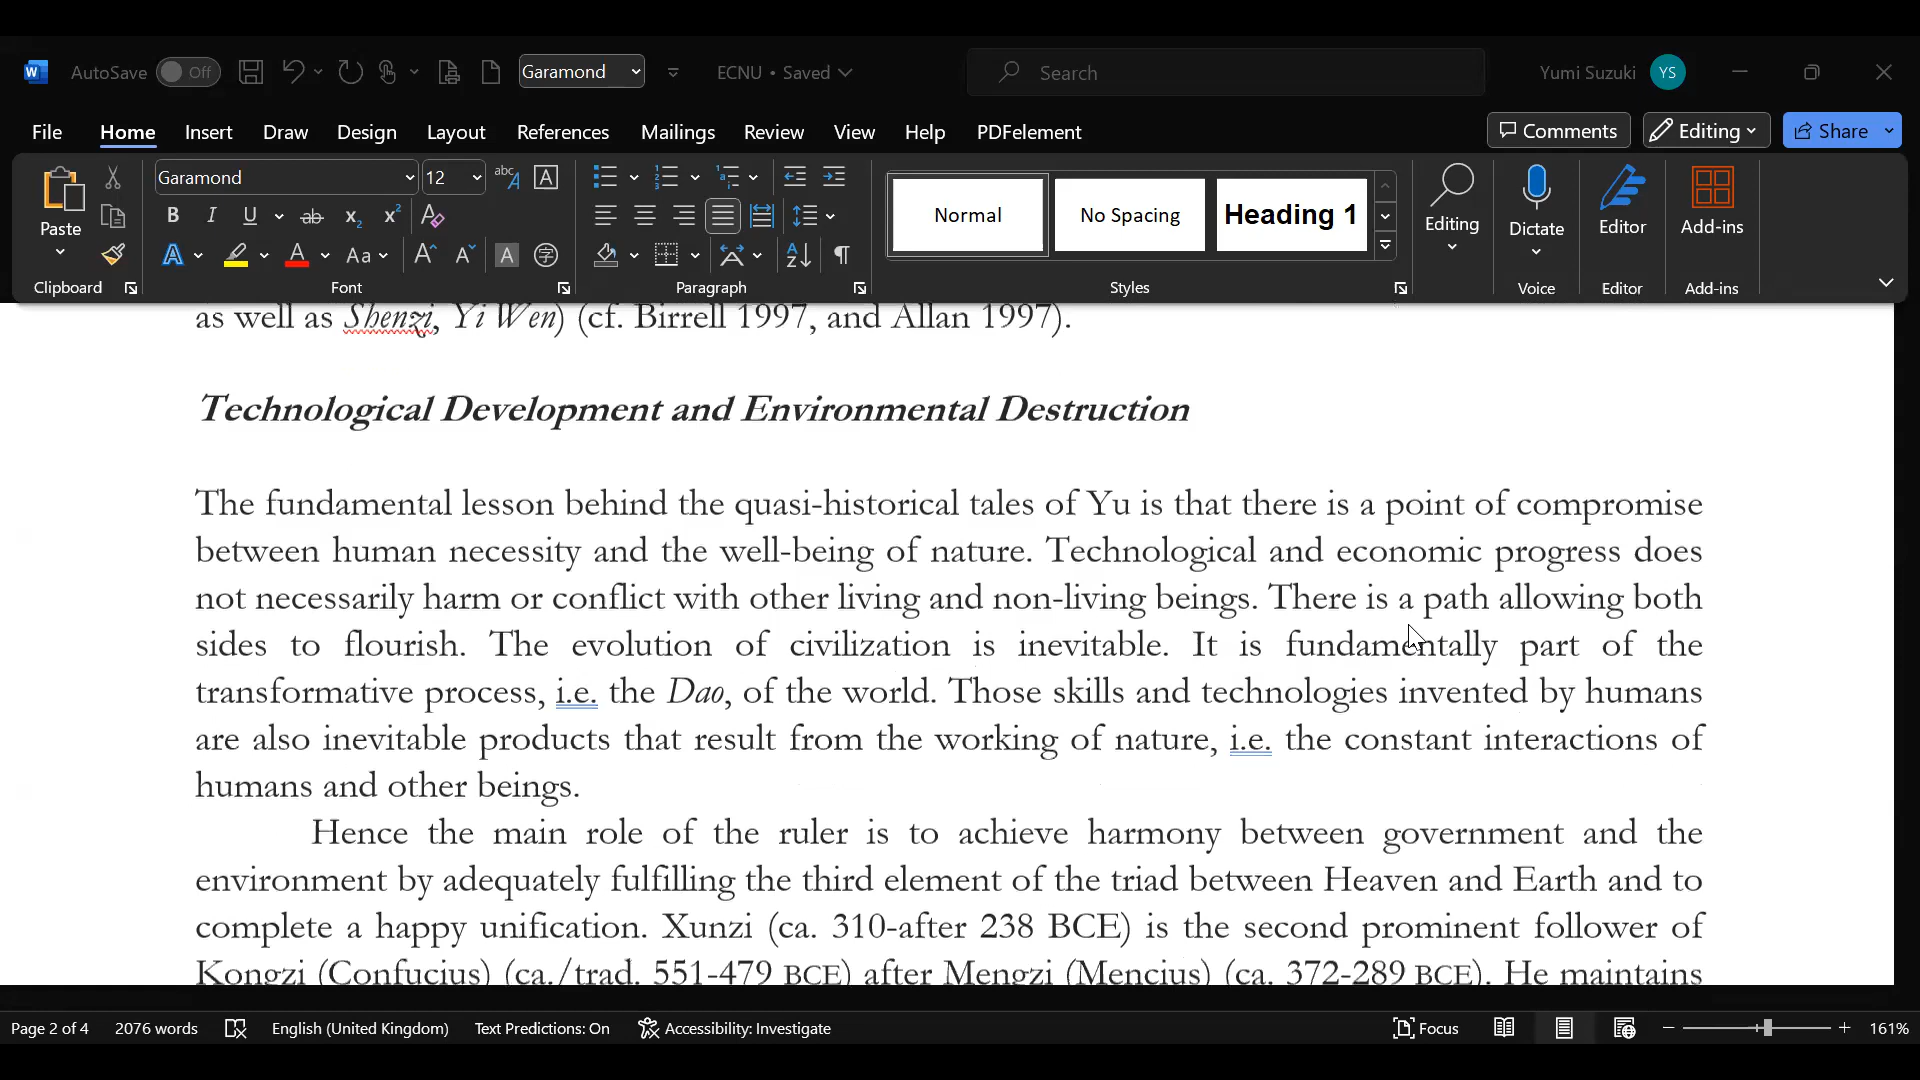 AutoSave Off Garamond ECNU • Saved Search Yumi Suzuki YS
File Home Insert Draw Design Layout References Mailings Review View Help PDFelement Comments Editing Share
Paste Garamond 12 Normal No Spacing Heading 1 Editing Dictate Editor Add-ins
Clipboard Font Paragraph Styles Voice Editor Add-ins
as well as Shenzi, Yi Wen) (cf. Birrell 1997, and Allan 1997).
Technological Development and Environmental Destruction
The fundamental lesson behind the quasi-historical tales of Yu is that there is a point of compromise
between human necessity and the well-being of nature. Technological and economic progress does
not necessarily harm or conflict with other living and non-living beings. There is a path allowing both
sides to flourish. The evolution of civilization is inevitable. It is fundamentally part of the
transformative process, i.e. the Dao, of the world. Those skills and technologies invented by humans
are also inevitable products that result from the working of nature, i.e. the constant interactions of
humans and other beings.
Hence the main role of the ruler is to achieve harmony between government and the
environment by adequately fulfilling the third element of the triad between Heaven and Earth and to
complete a happy unification. Xunzi (ca. 310-after 238 BCE) is the second prominent follower of
Kongzi (Confucius) (ca./trad. 551-479 BCE) after Mengzi (Mencius) (ca. 372-289 BCE). He maintains
Page 2 of 4 2076 words English (United Kingdom) Text Predictions: On Accessibility: Investigate Focus 161%